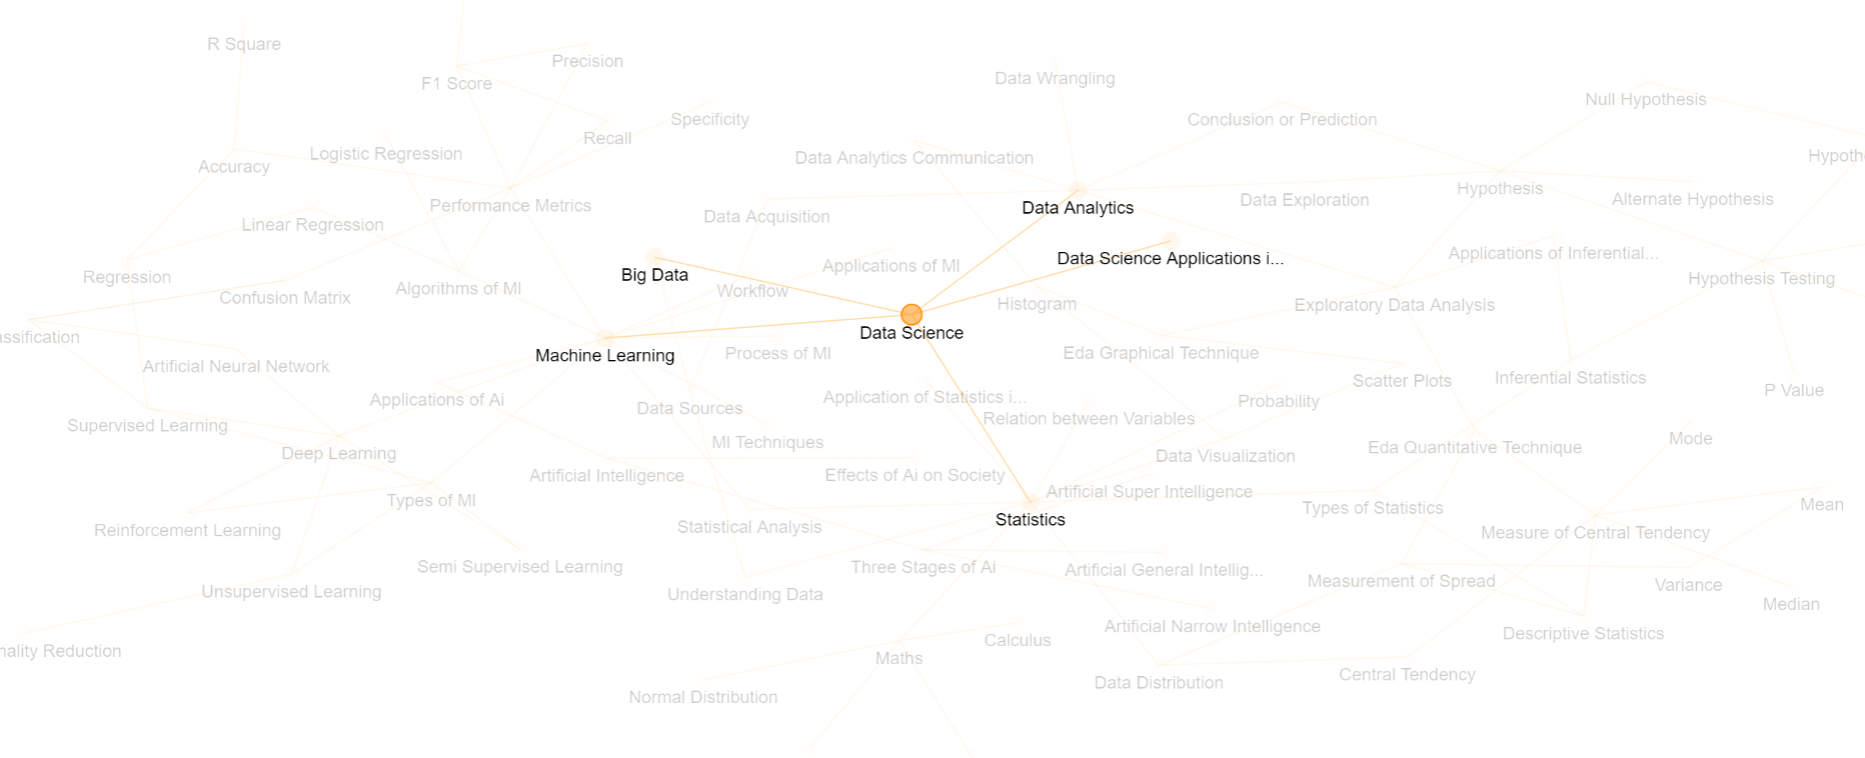 R Square
Precision
F1 Score
Data Wrangling
Null Hypothesis
Specificity
Conclusion or Prediction
Recall
Logistic Regression
Data Analytics Communication
Hypoth
Accuracy
Hypothesis
Alternate Hypothesis
Data Exploration
Performance Metrics
Data Analytics
Data Acquisition
Linear Regression
Applications of Inferential...
Data Science Applications i...
Applications of Ml
Big Data
Regression
Hypothesis Testing
Algorithms of Ml
Workflow
Confusion Matrix
Histogram
Exploratory Data Analysis
Data Science
ssification
Machine Learning
Process of Ml
Eda Graphical Technique
Artificial Neural Network
Inferential Statistics
Scatter Plots
P Value
Applications of Ai
Application of Statistics i...
Probability
Data Sources
Relation between Variables
Supervised Learning
Mode
Ml Techniques
Eda Quantitative Technique
Deep Learning
Data Visualization
Artificial Intelligence
Effects of Ai on Society
Artificial Super Intelligence
Types of Ml
Mean
Types of Statistics
Statistics
Statistical Analysis
Reinforcement Learning
Measure of Central Tendency
Semi Supervised Learning
Three Stages of Ai
Artificial General Intellig...
Measurement of Spread
Variance
Unsupervised Learning
Understanding Data
Median
Artificial Narrow Intelligence
Descriptive Statistics
Calculus
nality Reduction
Maths
Central Tendency
Data Distribution
Normal Distribution